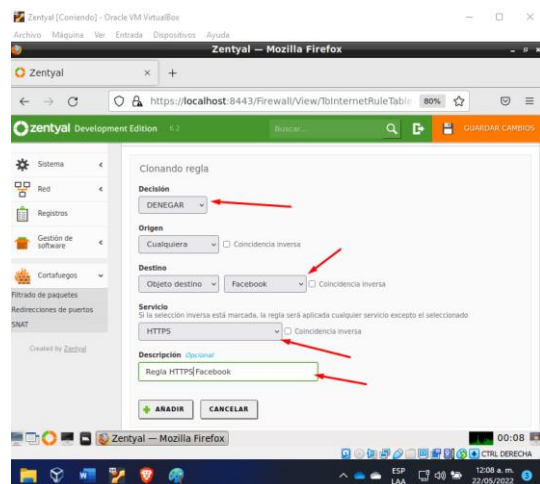 Zentyal [Corriendo] - Oracle VM VirtualBox
Archivo Máquina Ver Entrada Dispositivos Ayuda
Zentyal — Mozilla Firefox
Zentyal
https://localhost:8443/Firewall/View/ToInternetRuleTable 80%
zentyal Development Edition 6.2 Buscar... GUARDAR CAMBIOS
Sistema
Red
Registros
Gestión de software
Cortafuegos
Filtrado de paquetes
Redirecciones de puertos
SNAT
Created by Zentyal
Clonando regla
Decisión
DENEGAR
Origen
Cualquiera Coincidencia inversa
Destino
Objeto destino Facebook Coincidencia inversa
Servicio
Si la selección inversa está marcada, la regla será aplicada cualquier servicio excepto el seleccionado
HTTPS Coincidencia inversa
Descripción Opcional
Regla HTTPS Facebook
AÑADIR CANCELAR
Zentyal — Mozilla Firefox 00:08
CTRL DERECHA
ESP
LAA
12:08 a. m.
22/05/2022
3